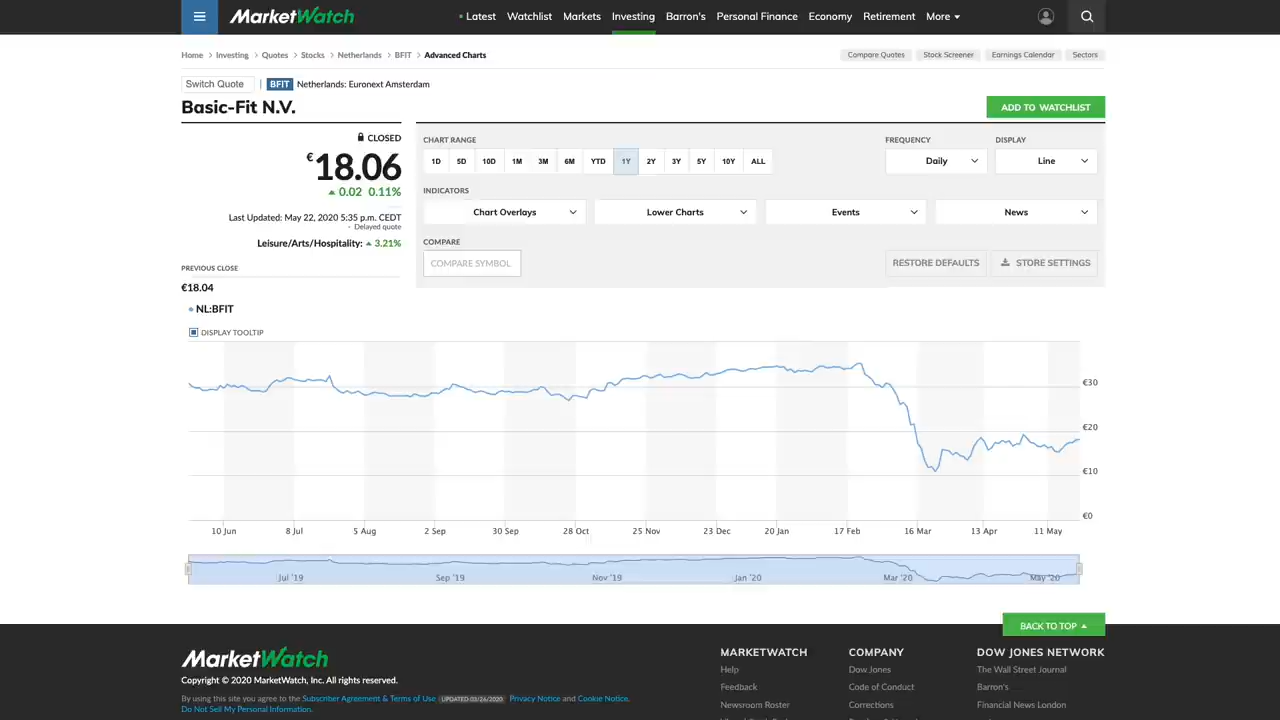 MarketWatch
Latest Watchlist Markets Investing Barron's Personal Finance Economy Retirement More
Home > Investing > Quotes > Stocks > Netherlands > BFIT > Advanced Charts
Compare Quotes Stock Screener Earnings Calendar Sectors
Switch Quote | BFIT Netherlands: Euronext Amsterdam
Basic-Fit N.V.
ADD TO WATCHLIST
CLOSED
€18.06
0.02 0.11%
Last Updated: May 22, 2020 5:35 p.m. CEDT
- Delayed quote
Leisure/Arts/Hospitality: 3.21%
PREVIOUS CLOSE
€18.04
CHART RANGE
1D 5D 10D 1M 3M 6M YTD 1Y 2Y 3Y 5Y 10Y ALL
FREQUENCY
Daily
DISPLAY
Line
INDICATORS
Chart Overlays Lower Charts Events News
COMPARE
COMPARE SYMBOL
RESTORE DEFAULTS STORE SETTINGS
NL:BFIT
DISPLAY TOOLTIP
€30
€20
€10
€0
10 Jun 8 Jul 5 Aug 2 Sep 30 Sep 28 Oct 25 Nov 23 Dec 20 Jan 17 Feb 16 Mar 13 Apr 11 May
Jul '19 Sep '19 Nov '19 Jan '20 Mar '20 May '20
BACK TO TOP
MarketWatch
Copyright © 2020 MarketWatch, Inc. All rights reserved.
By using this site you agree to the Subscriber Agreement & Terms of Use UPDATED 03/26/2020 Privacy Notice and Cookie Notice.
Do Not Sell My Personal Information.
MARKETWATCH
Help
Feedback
Newsroom Roster
COMPANY
Dow Jones
Code of Conduct
Corrections
DOW JONES NETWORK
The Wall Street Journal
Barron's
Financial News London